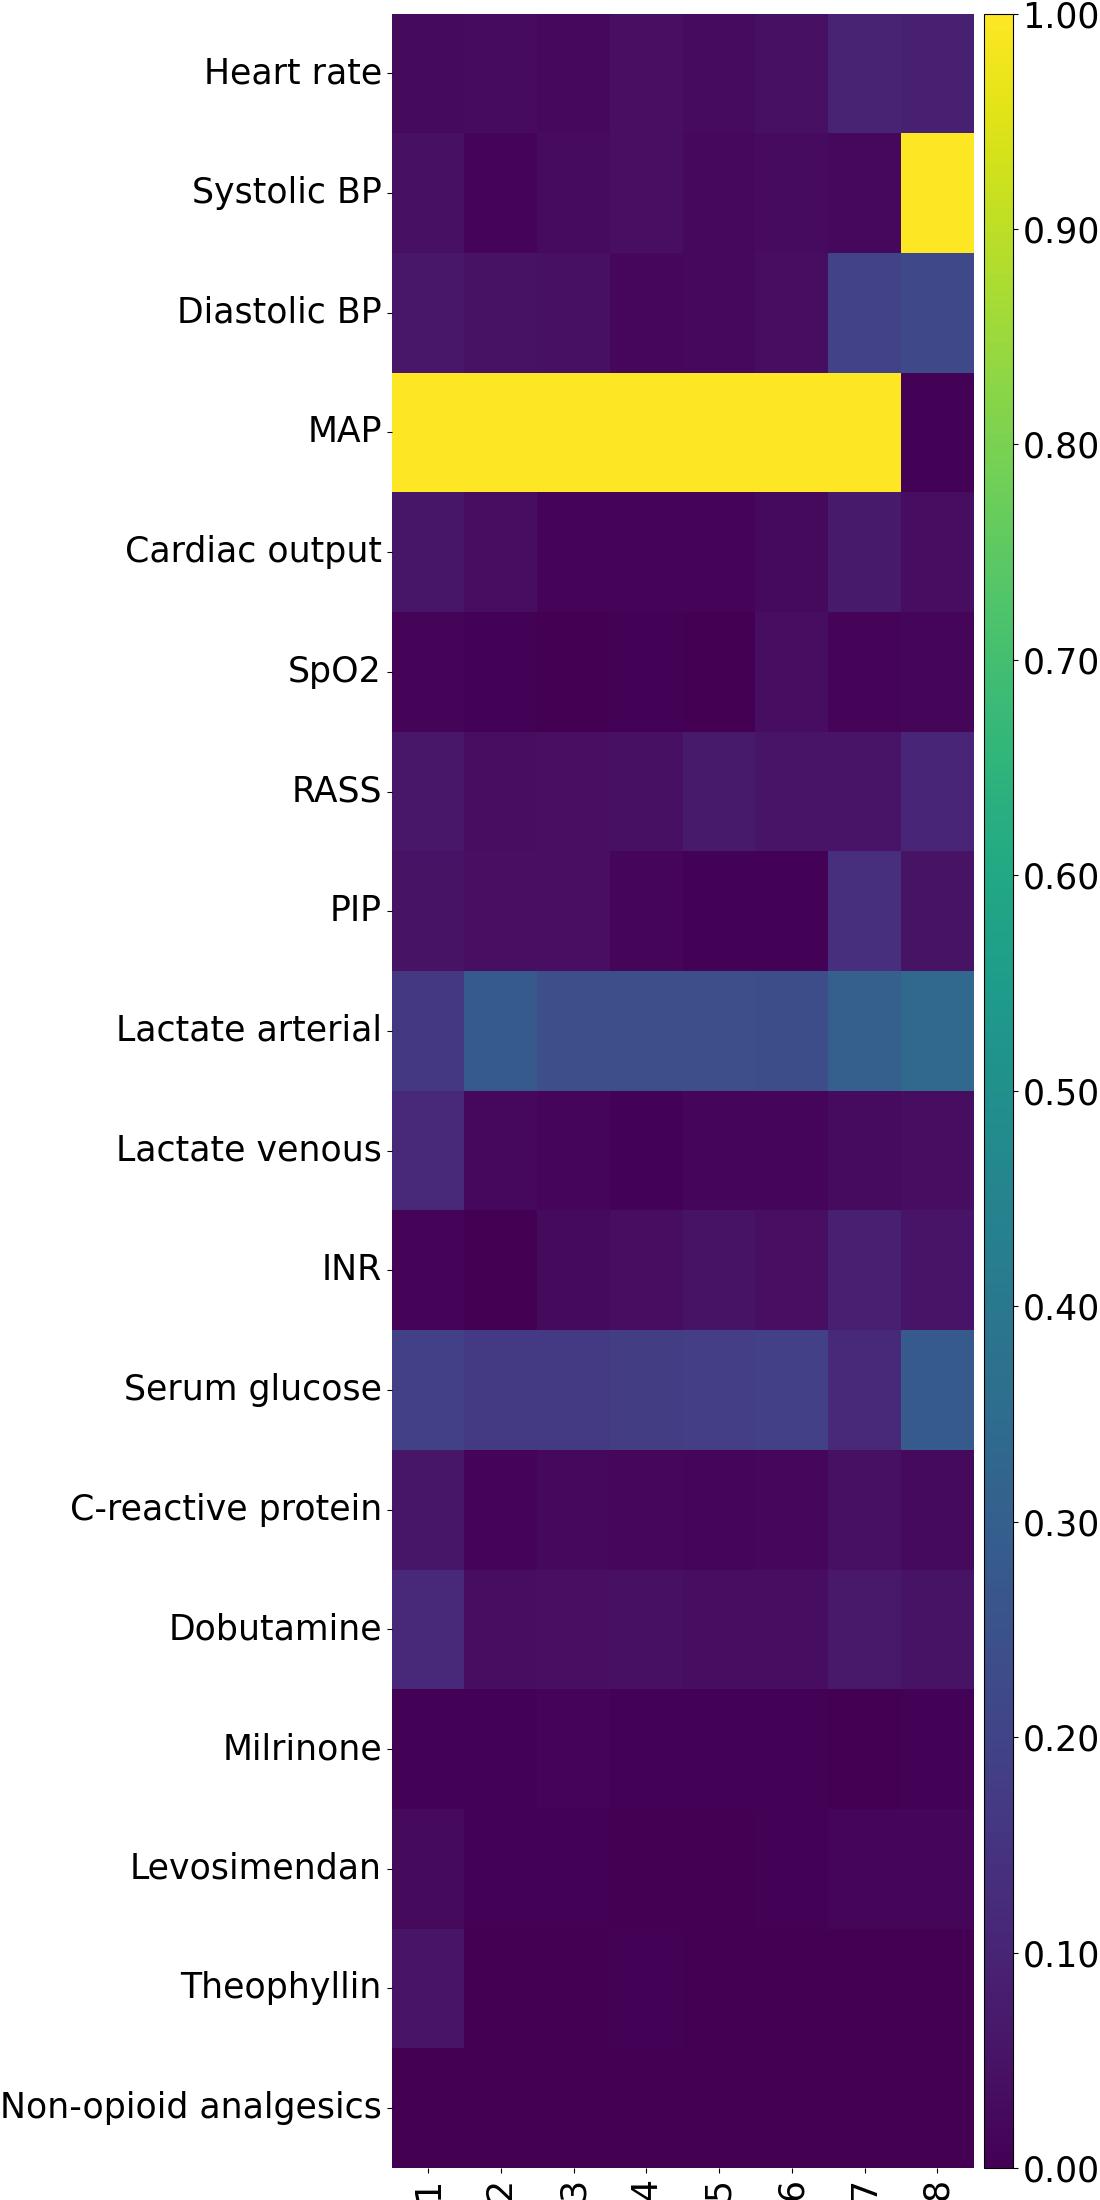 Heart rate
Systolic BP
Diastolic BP
MAP
Cardiac output
SpO2
RASS
PIP
Lactate arterial
Lactate venous
INR
Serum glucose
C-reactive protein
Dobutamine
Milrinone
Levosimendan
Theophyllin
Non-opioid analgesics
1 2 3 4 5 6 7 8
1.00
0.90
0.80
0.70
0.60
0.50
0.40
0.30
0.20
0.10
0.00